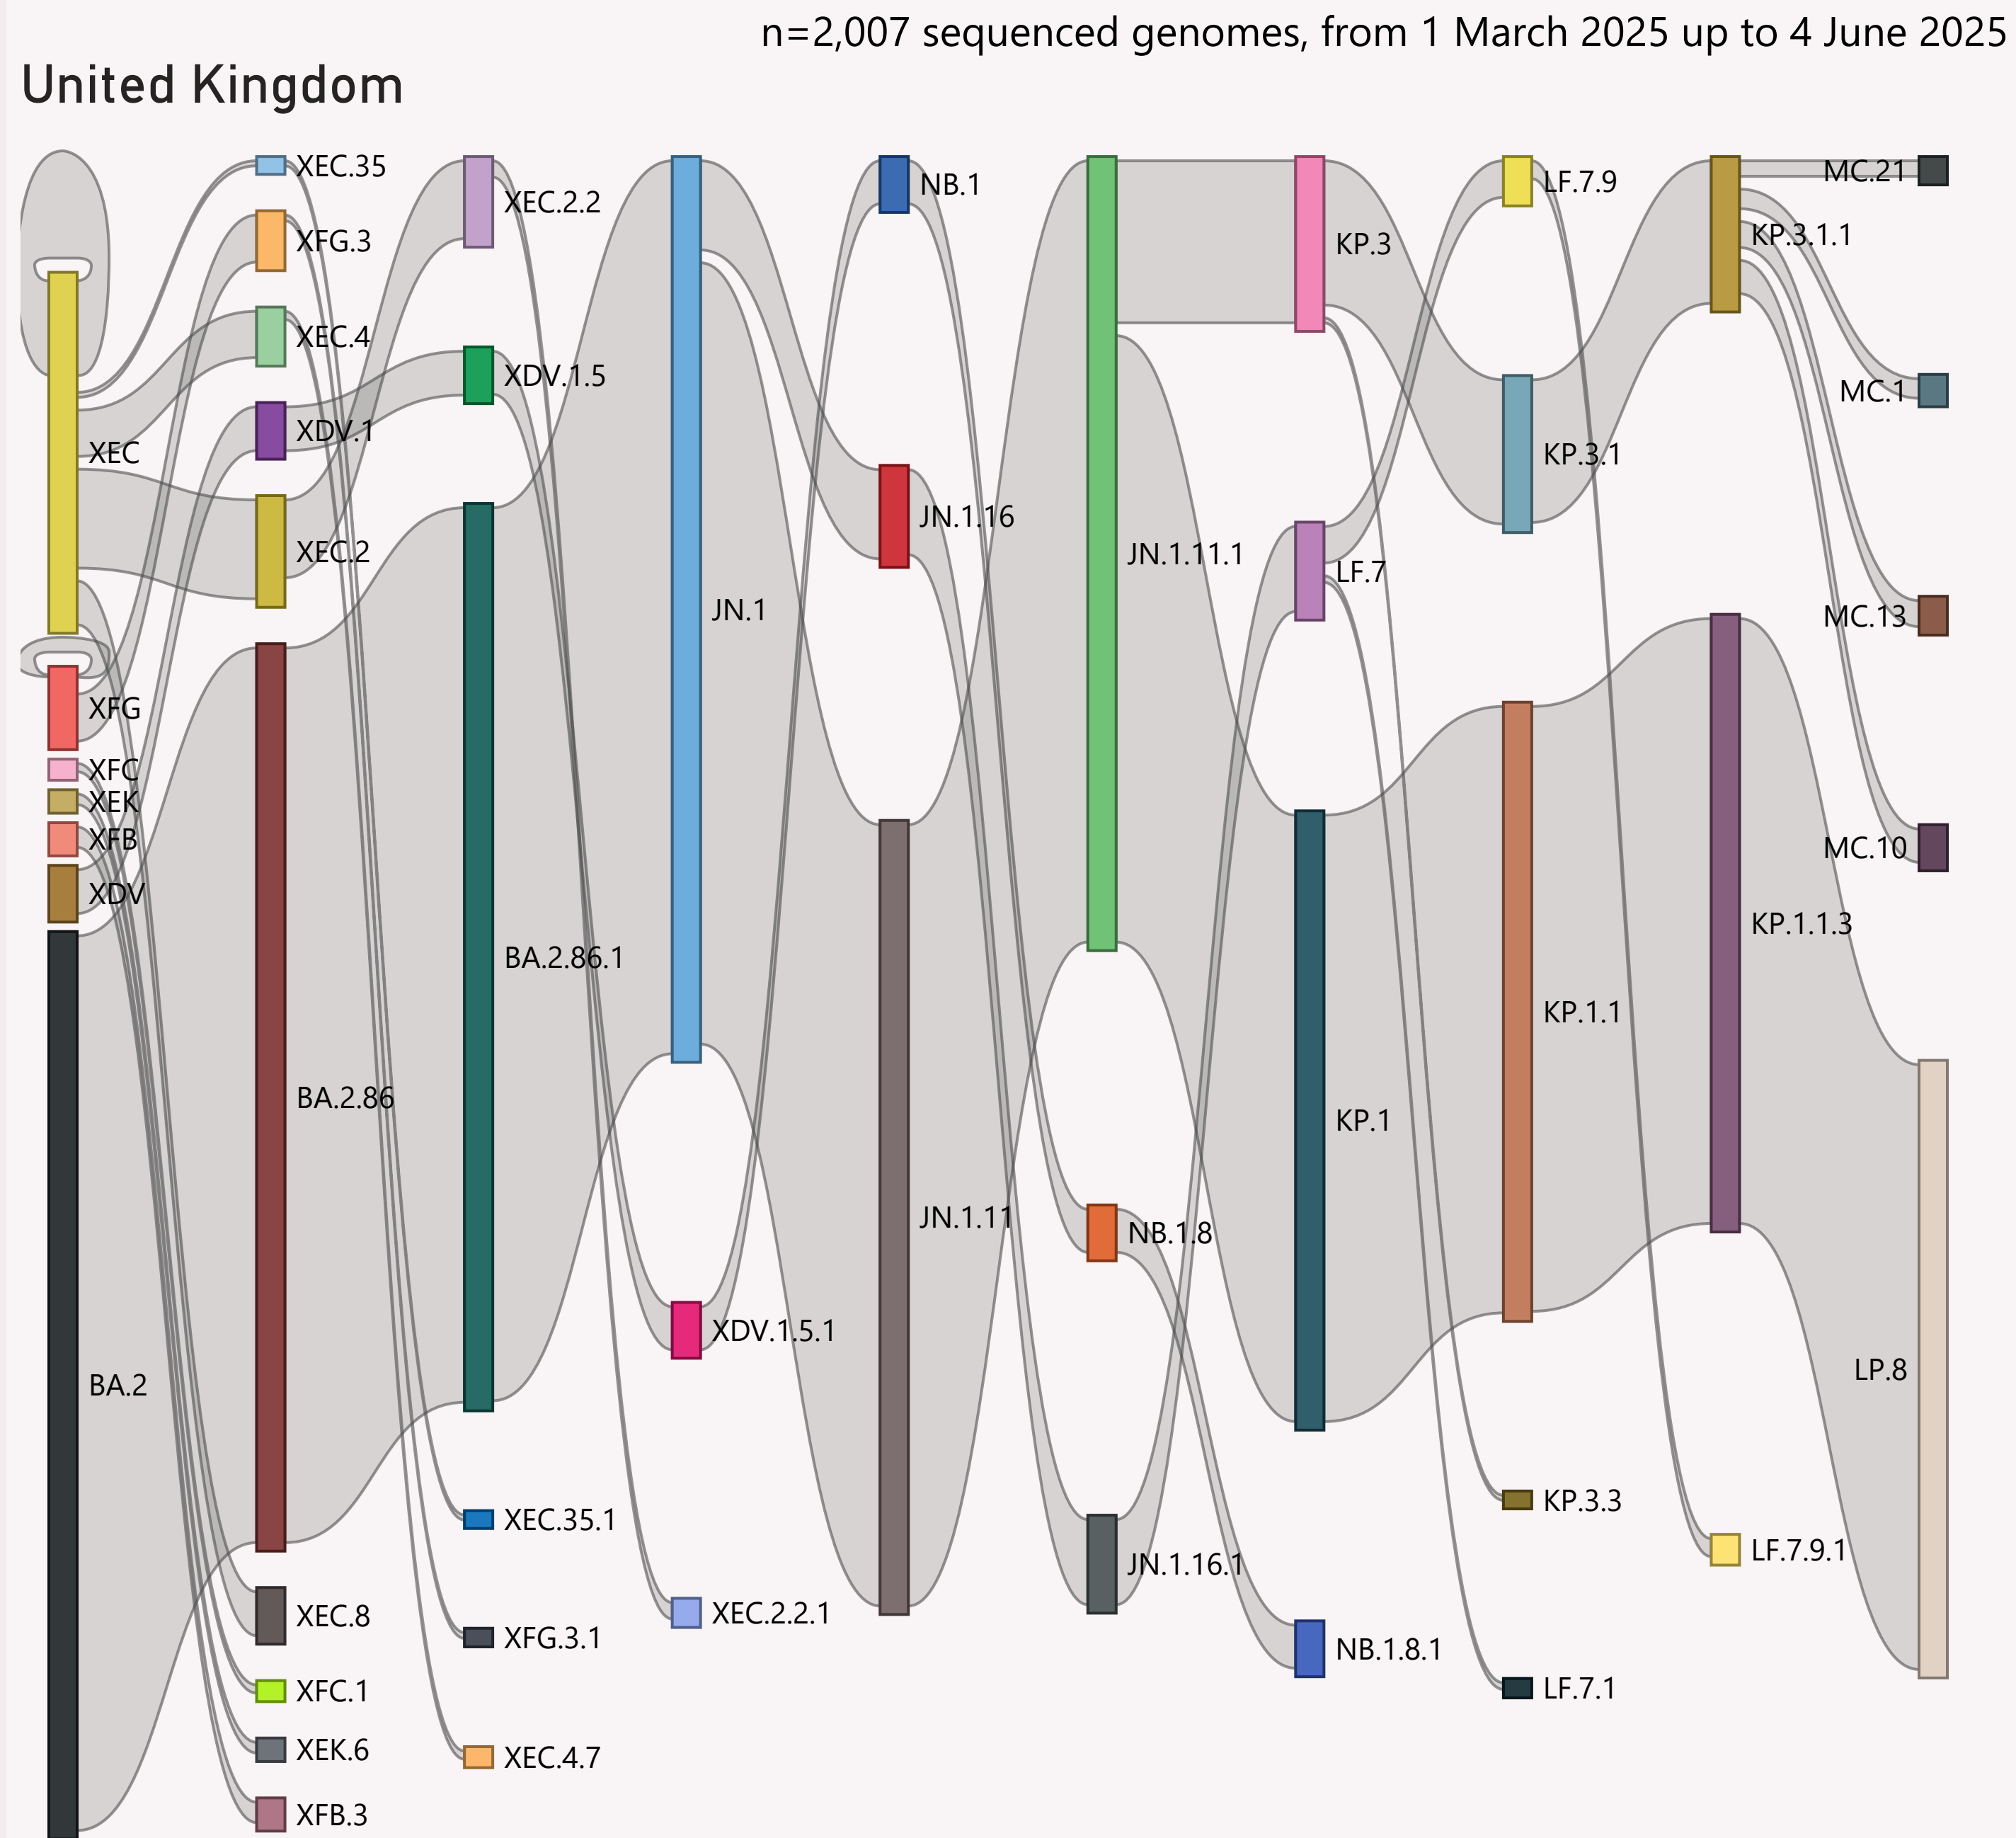 n=2,007 sequenced genomes, from 1 March 2025 up to 4 June 2025
United Kingdom
XEC
XFG
XFC
XEK
XFB
XDV
BA.2
XEC.35
XFG.3
XEC.4
XDV.1
XEC.2
BA.2.86
XEC.8
XFC.1
XEK.6
XFB.3
XEC.2.2
XDV.1.5
BA.2.86.1
XEC.35.1
XFG.3.1
XEC.4.7
JN.1
XDV.1.5.1
XEC.2.2.1
NB.1
JN.1.16
JN.1.11
JN.1.11.1
NB.1.8
JN.1.16.1
KP.3
LF.7
KP.1
NB.1.8.1
LF.7.9
KP.3.1
KP.1.1
KP.3.3
LF.7.1
KP.3.1.1
KP.1.1.3
LF.7.9.1
MC.21
MC.1
MC.13
MC.10
LP.8